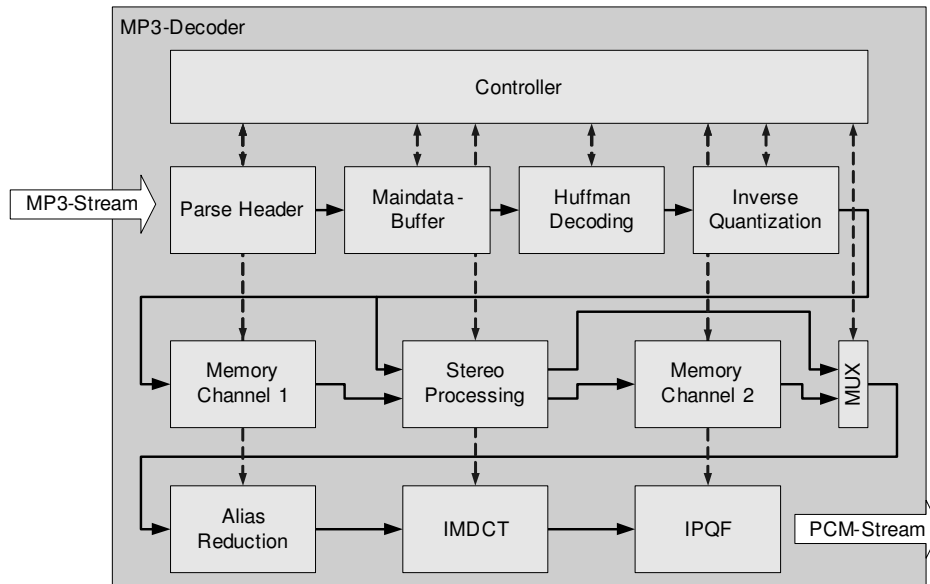 MP3-Decoder
Controller
MP3-Stream
Parse Header
Maindata-
Buffer
Huffman
Decoding
Inverse
Quantization
Memory
Channel 1
Stereo
Processing
Memory
Channel 2
MUX
Alias
Reduction
IMDCT
IPQF
PCM-Stream